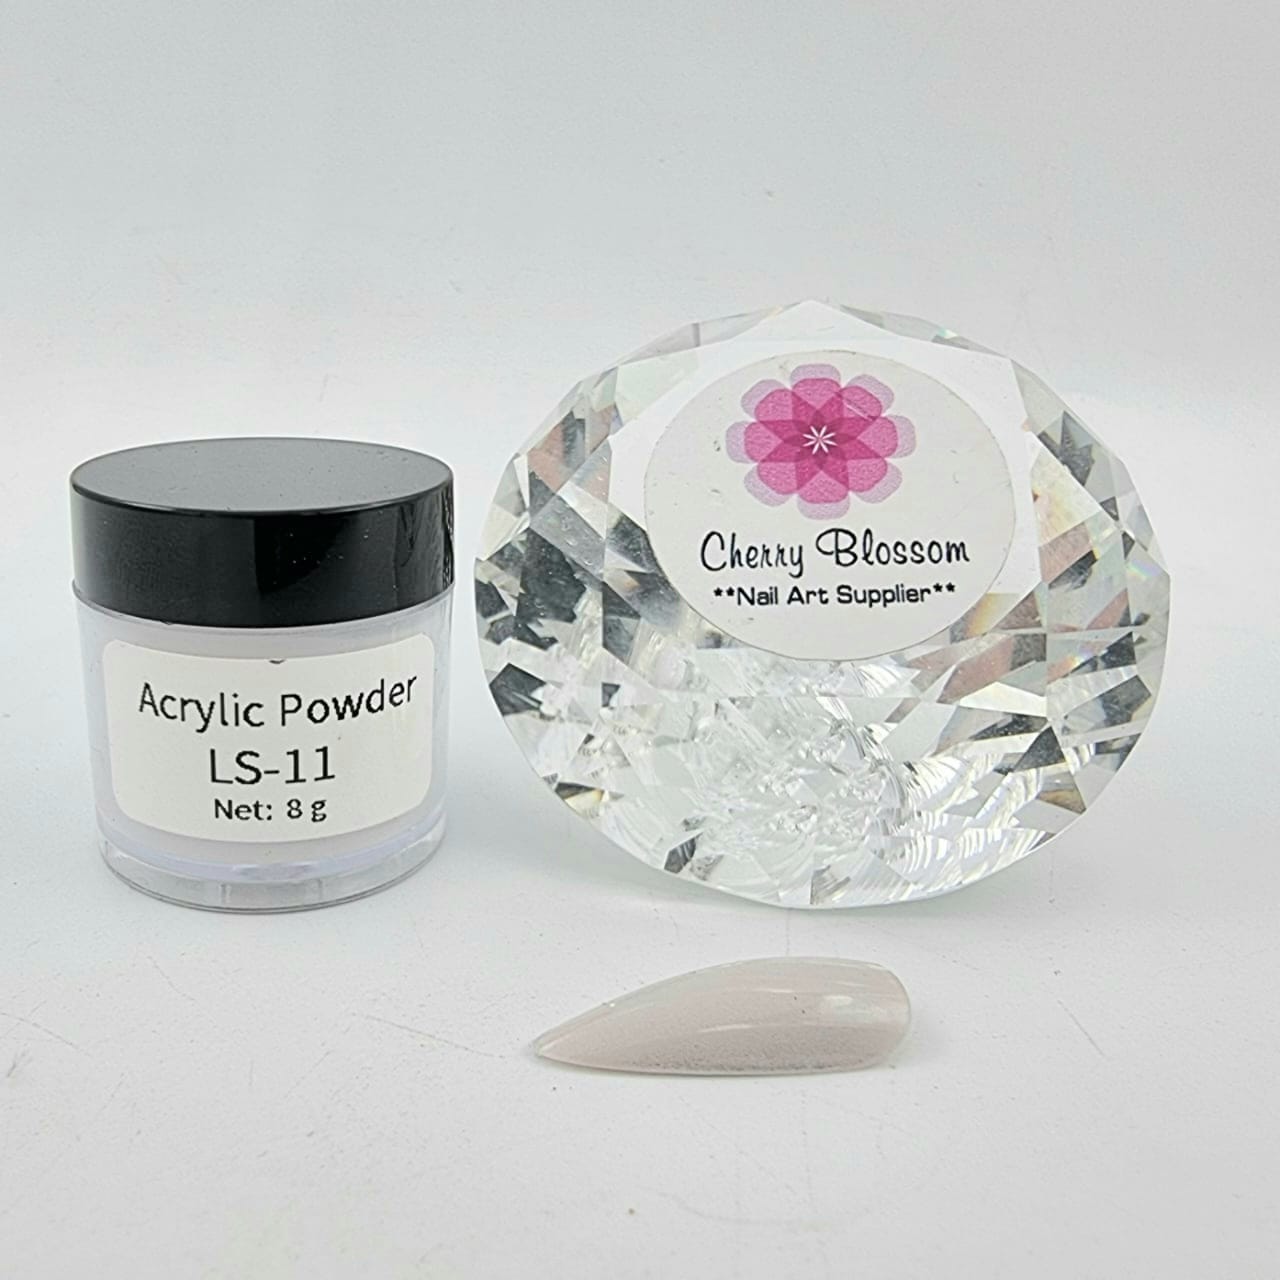 Acrylic Powder
LS-11
Net: 8 g
Cherry Blossom
**Nail Art Supplier**